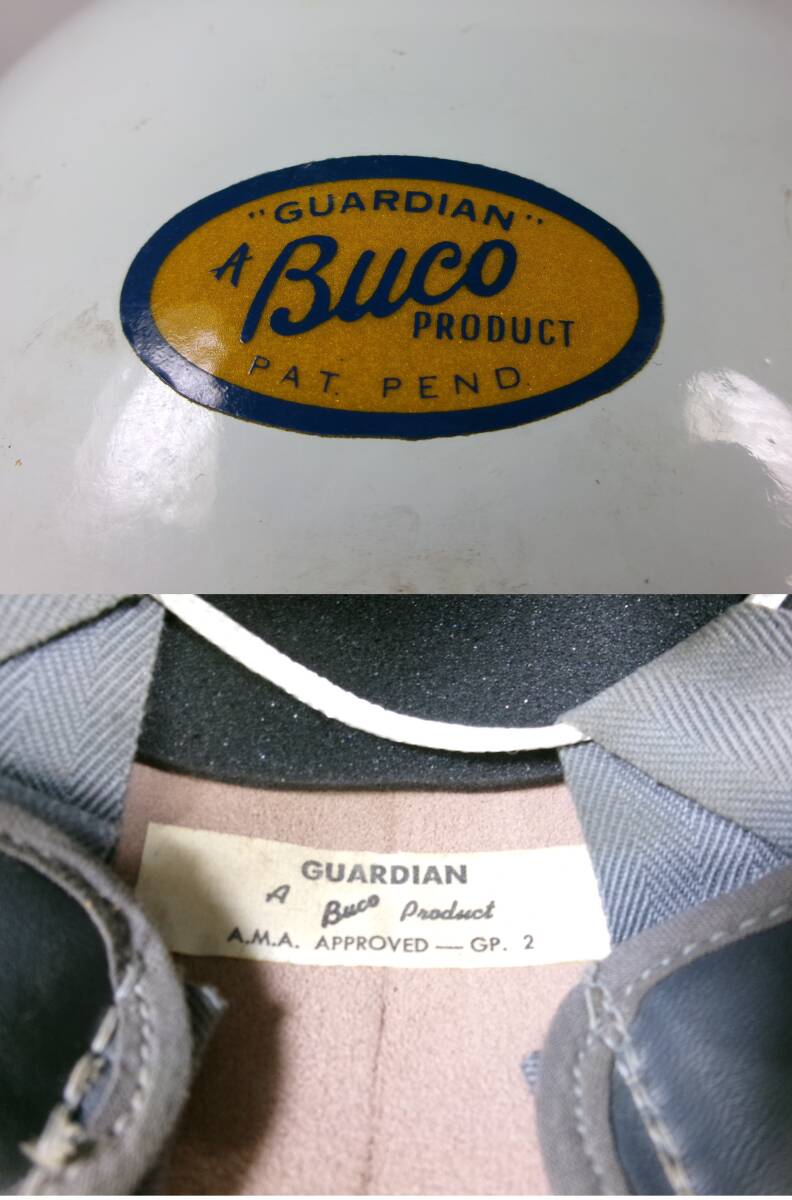 "GUARDIAN"
A Buco
PRODUCT
PAT. PEND.
GUARDIAN
A Buco Product
A.M.A. APPROVED — GP. 2